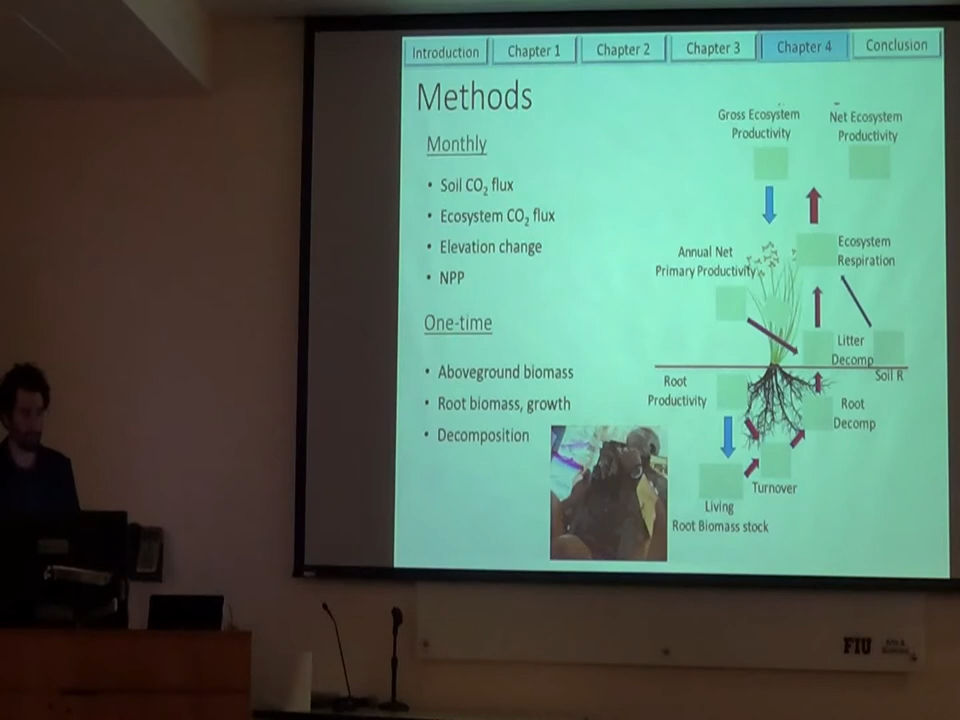 Introduction
Chapter 1
Chapter 2
Chapter 3
Chapter 4
Conclusion
Methods
Monthly
• Soil CO₂ flux
• Ecosystem CO₂ flux
• Elevation change
• NPP
One-time
• Aboveground biomass
• Root biomass, growth
• Decomposition
Gross Ecosystem
Productivity
Net Ecosystem
Productivity
Annual Net
Primary Productivity
Ecosystem
Respiration
Litter
Decomp
Soil R
Root
Productivity
Root
Decomp
Turnover
Living
Root Biomass stock
FIU